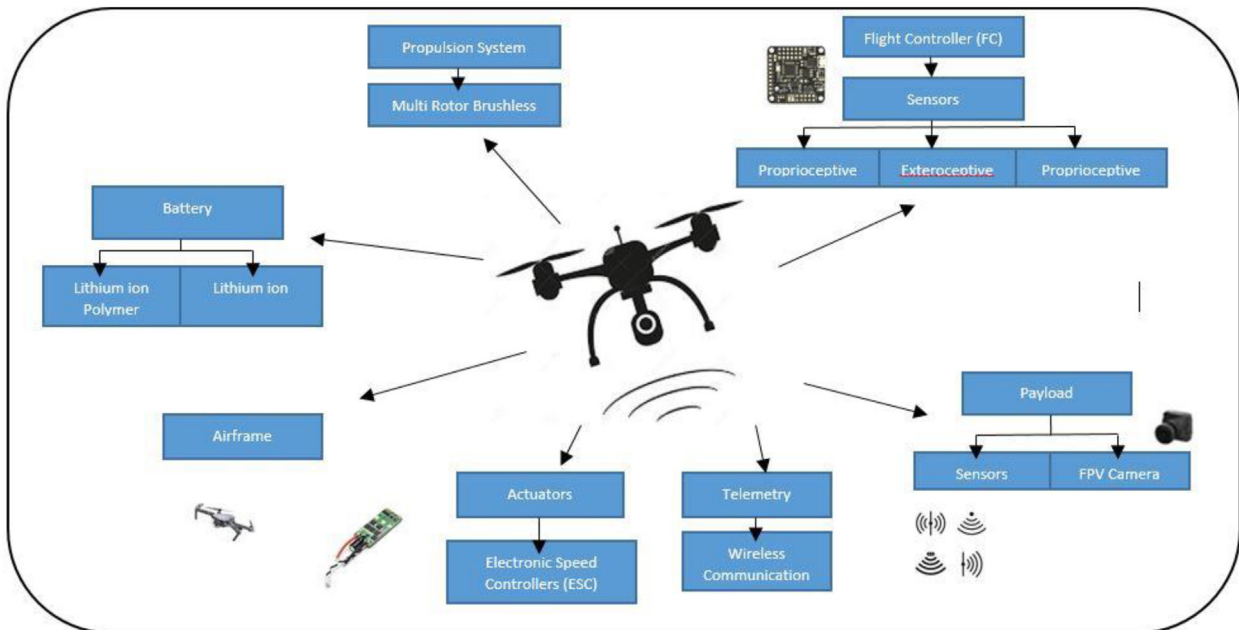 Propulsion System
Multi Rotor Brushless
Flight Controller (FC)
Sensors
Proprioceptive
Exteroceptive
Proprioceptive
Battery
Lithium ion
Polymer
Lithium ion
Airframe
Actuators
Electronic Speed
Controllers (ESC)
Telemetry
Wireless
Communication
Payload
Sensors
FPV Camera